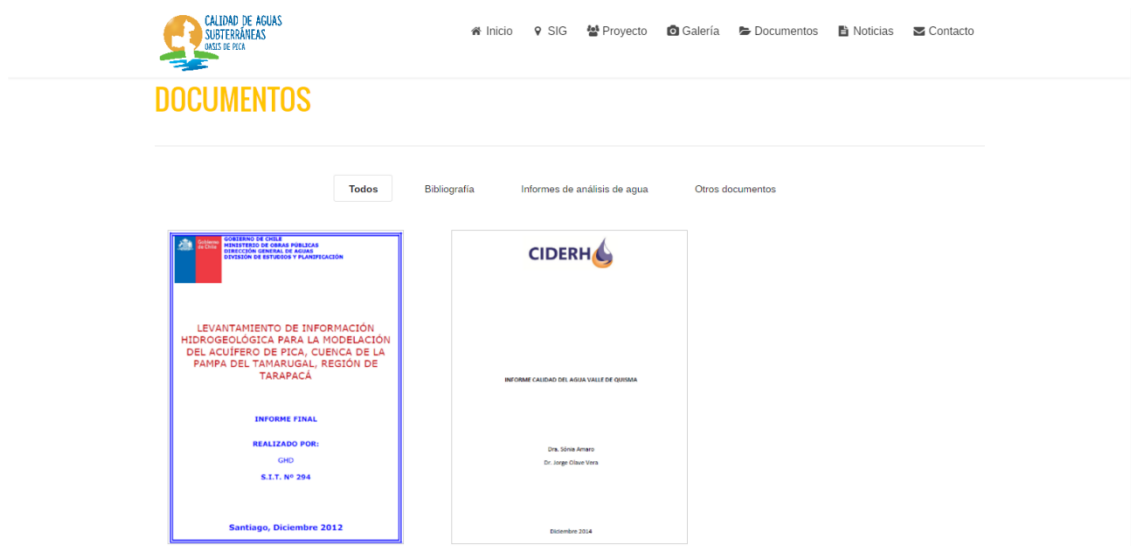 CALIDAD DE AGUAS
SUBTERRÁNEAS
OASIS DE PICA
Inicio SIG Proyecto Galería Documentos Noticias Contacto
DOCUMENTOS
Todos Bibliografía Informes de análisis de agua Otros documentos
Gobierno de Chile
GOBIERNO DE CHILE
MINISTERIO DE OBRAS PÚBLICAS
DIRECCIÓN GENERAL DE AGUAS
DIVISIÓN DE ESTUDIOS Y PLANIFICACIÓN
LEVANTAMIENTO DE INFORMACIÓN
HIDROGEOLÓGICA PARA LA MODELACIÓN
DEL ACUÍFERO DE PICA, CUENCA DE LA
PAMPA DEL TAMARUGAL, REGIÓN DE
TARAPACÁ
INFORME FINAL
REALIZADO POR:
GHD
S.I.T. Nº 294
Santiago, Diciembre 2012
CIDERH
INFORME CALIDAD DEL AGUA VALLE DE QUISMA
Dra. Sónia Amaro
Dr. Jorge Olave Vera
Diciembre 2014